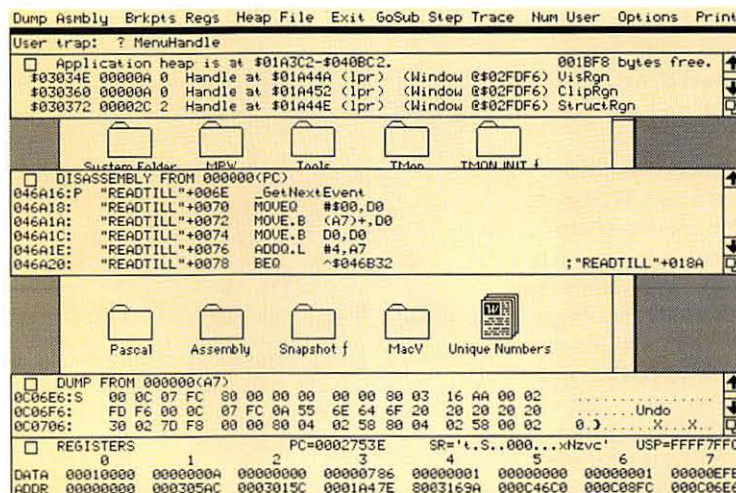 Dump Asmbly Brkpts Regs Heap File Exit GoSub Step Trace Num User Options Print
User trap: ? MenuHandle
Application heap is at $01A3C2-$040BC2. 001BF8 bytes free.
$03034E 00000A 0 Handle at $01A44A (lpr) (Window @$02FDF6) VisRgn
$030360 00000A 0 Handle at $01A452 (lpr) (Window @$02FDF6) ClipRgn
$030372 00002C 2 Handle at $01A44E (lpr) (Window @$02FDF6) StructRgn
System Folder MPW Tools TMon TMON INIT ƒ
DISASSEMBLY FROM 000000(PC)
046A16:P "READTILL"+006E _GetNextEvent
046A18: "READTILL"+0070 MOVEQ #$00,D0
046A1A: "READTILL"+0072 MOVE.B (A7)+,D0
046A1C: "READTILL"+0074 MOVE.B D0,D0
046A1E: "READTILL"+0076 ADDQ.L #4,A7
046A20: "READTILL"+0078 BEQ ^$046B32 ;"READTILL"+018A
Pascal Assembly Snapshot ƒ MacV Unique Numbers
DUMP FROM 000000(A7)
0C06E6:S 00 0C 07 FC 80 00 00 00 00 00 80 03 16 AA 00 02 ................
0C06F6: FD F6 00 0C 07 FC 0A 55 6E 64 6F 20 20 20 20 20 .......Undo
0C0706: 30 02 7D F8 00 00 80 04 02 58 80 04 02 58 00 02 0.}......X...X..
REGISTERS PC=0002753E SR='t.S..000...xNzvc' USP=FFFF7FFC
0 1 2 3 4 5 6 7
DATA 00010000 0000000A 00000000 00000786 00000001 00000000 00000001 00000EFE
ADDR 00000000 000305AC 0003015C 0001A47E 8003169A 000C46C0 000C08FC 000C06E6